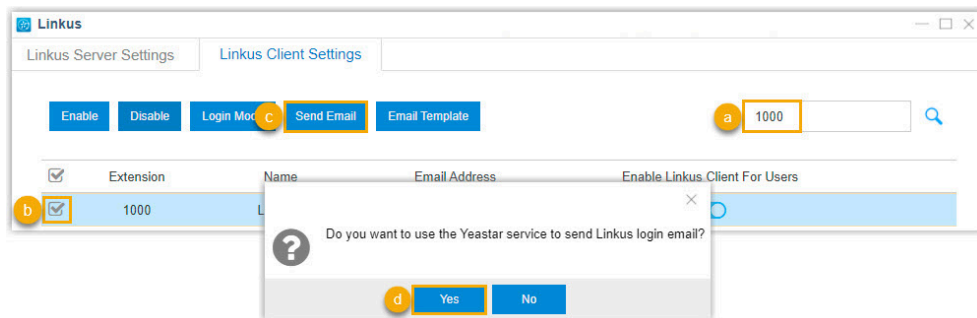 Linkus
Linkus Server Settings Linkus Client Settings
Enable Disable Login Mod c Send Email Email Template a 1000
Extension Name Email Address Enable Linkus Client For Users
b 1000 L
Do you want to use the Yeastar service to send Linkus login email?
d Yes No